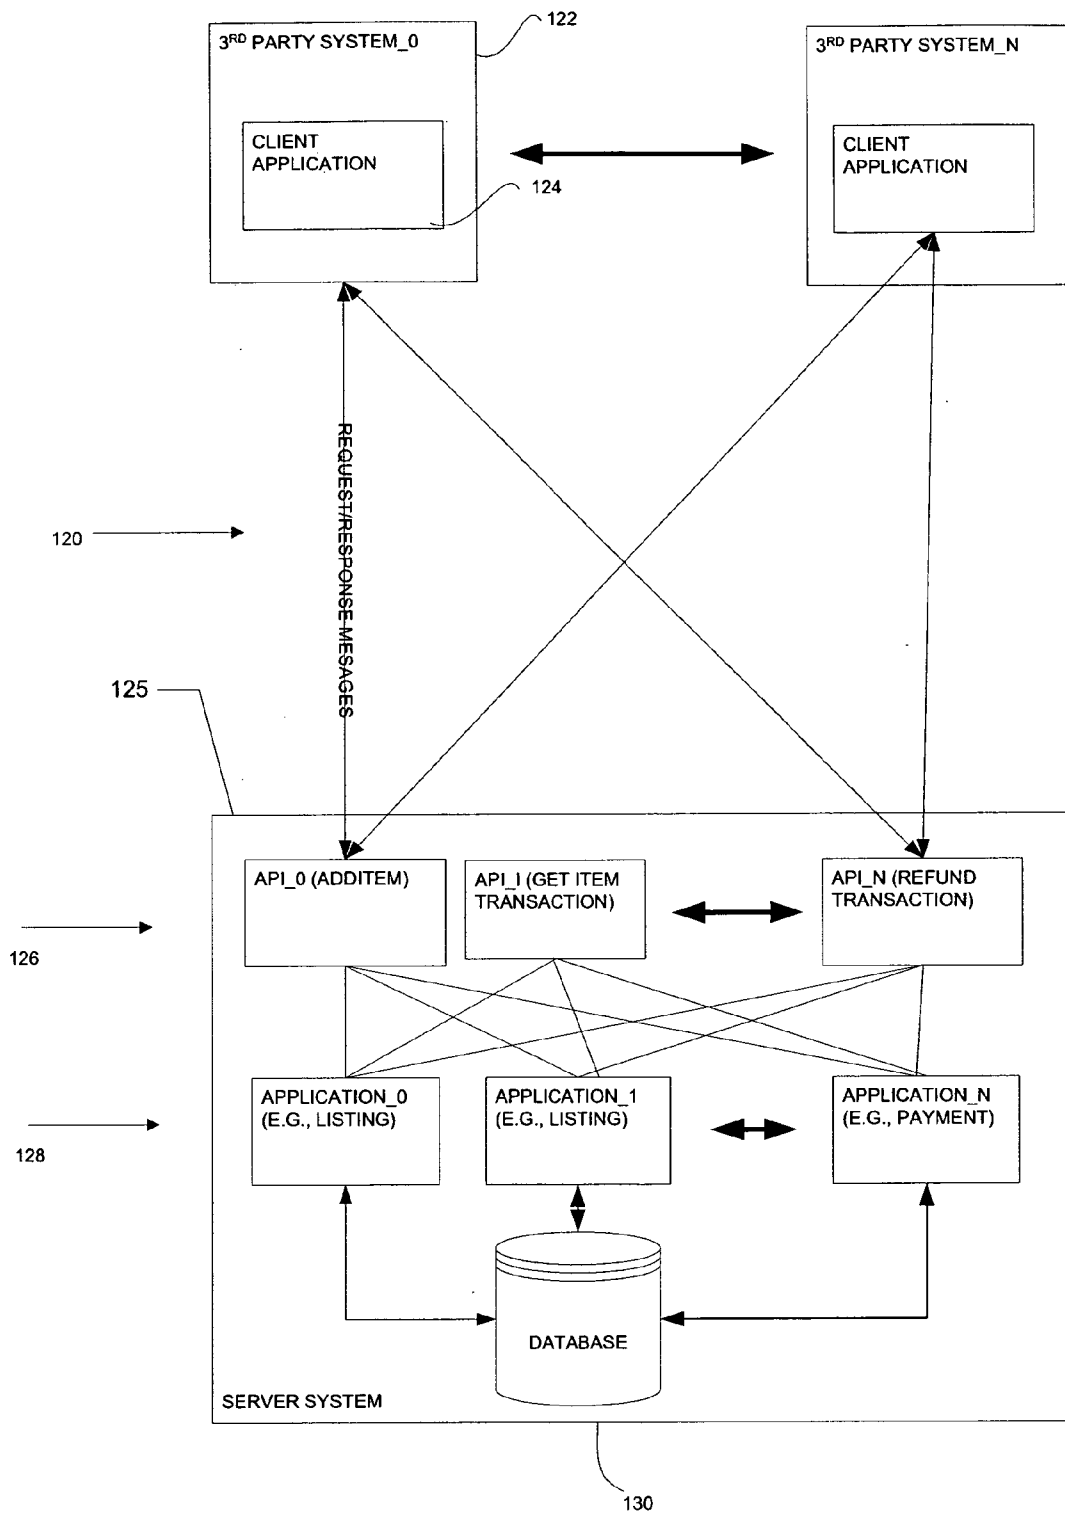 122
3RD PARTY SYSTEM_0
3RD PARTY SYSTEM_N
CLIENT
APPLICATION
CLIENT
APPLICATION
124
REQUEST/RESPONSE MESAGES
120
125
API_0 (ADDITEM)
API_I (GET ITEM
TRANSACTION)
API_N (REFUND
TRANSACTION)
126
APPLICATION_0
(E.G., LISTING)
APPLICATION_1
(E.G., LISTING)
APPLICATION_N
(E.G., PAYMENT)
128
DATABASE
SERVER SYSTEM
130